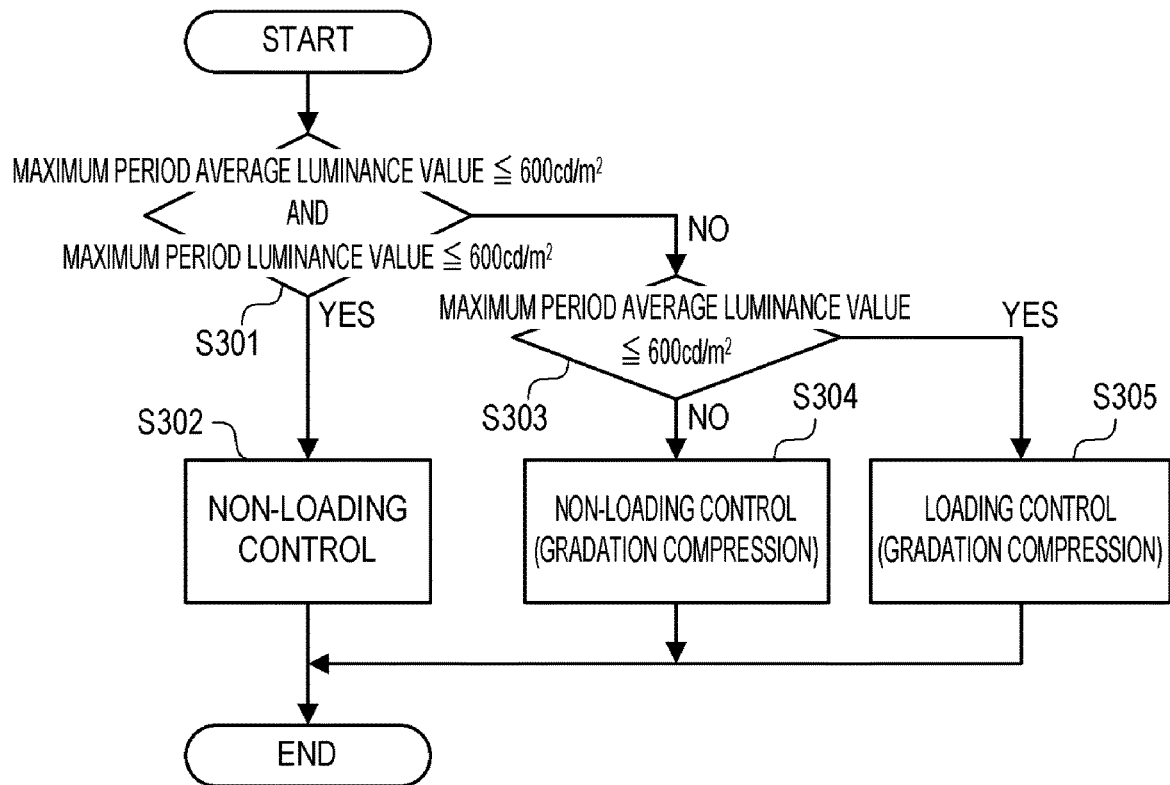 START
MAXIMUM PERIOD AVERAGE LUMINANCE VALUE ≦ 600cd/m²
AND
MAXIMUM PERIOD LUMINANCE VALUE ≦ 600cd/m²
S301
YES
NO
MAXIMUM PERIOD AVERAGE LUMINANCE VALUE
≦ 600cd/m²
S303
NO
YES
S302
NON-LOADING
CONTROL
S304
NON-LOADING CONTROL
(GRADATION COMPRESSION)
S305
LOADING CONTROL
(GRADATION COMPRESSION)
END